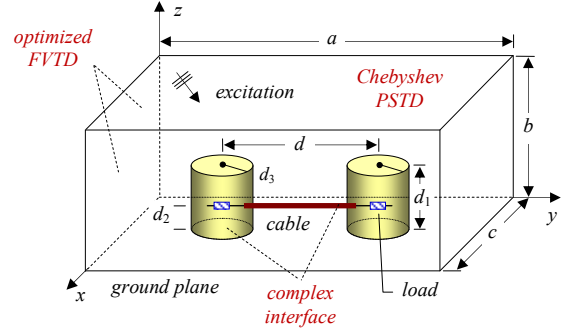 z
optimized
FVTD
a
Chebyshev
PSTD
excitation
b
d
d3
d1
d2
cable
y
c
x
ground plane
complex
interface
load